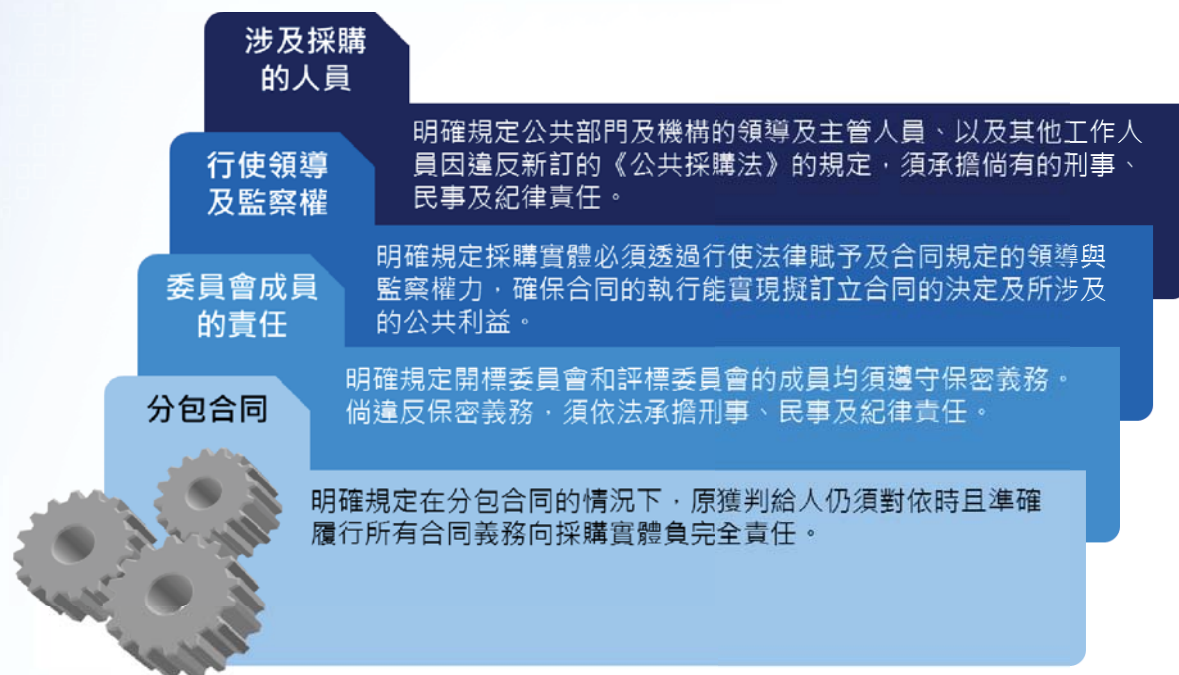 涉及採購
的人員
明確規定公共部門及機構的領導及主管人員、以及其他工作人
員因違反新訂的《公共採購法》的規定，須承擔倘有的刑事、
民事及紀律責任。
行使領導
及監察權
明確規定採購實體必須透過行使法律賦予及合同規定的領導與
監察權力，確保合同的執行能實現擬訂立合同的決定及所涉及
的公共利益。
委員會成員
的責任
明確規定開標委員會和評標委員會的成員均須遵守保密義務。
倘違反保密義務，須依法承擔刑事、民事及紀律責任。
分包合同
明確規定在分包合同的情況下，原獲判給人仍須對依時且準確
履行所有合同義務向採購實體負完全責任。